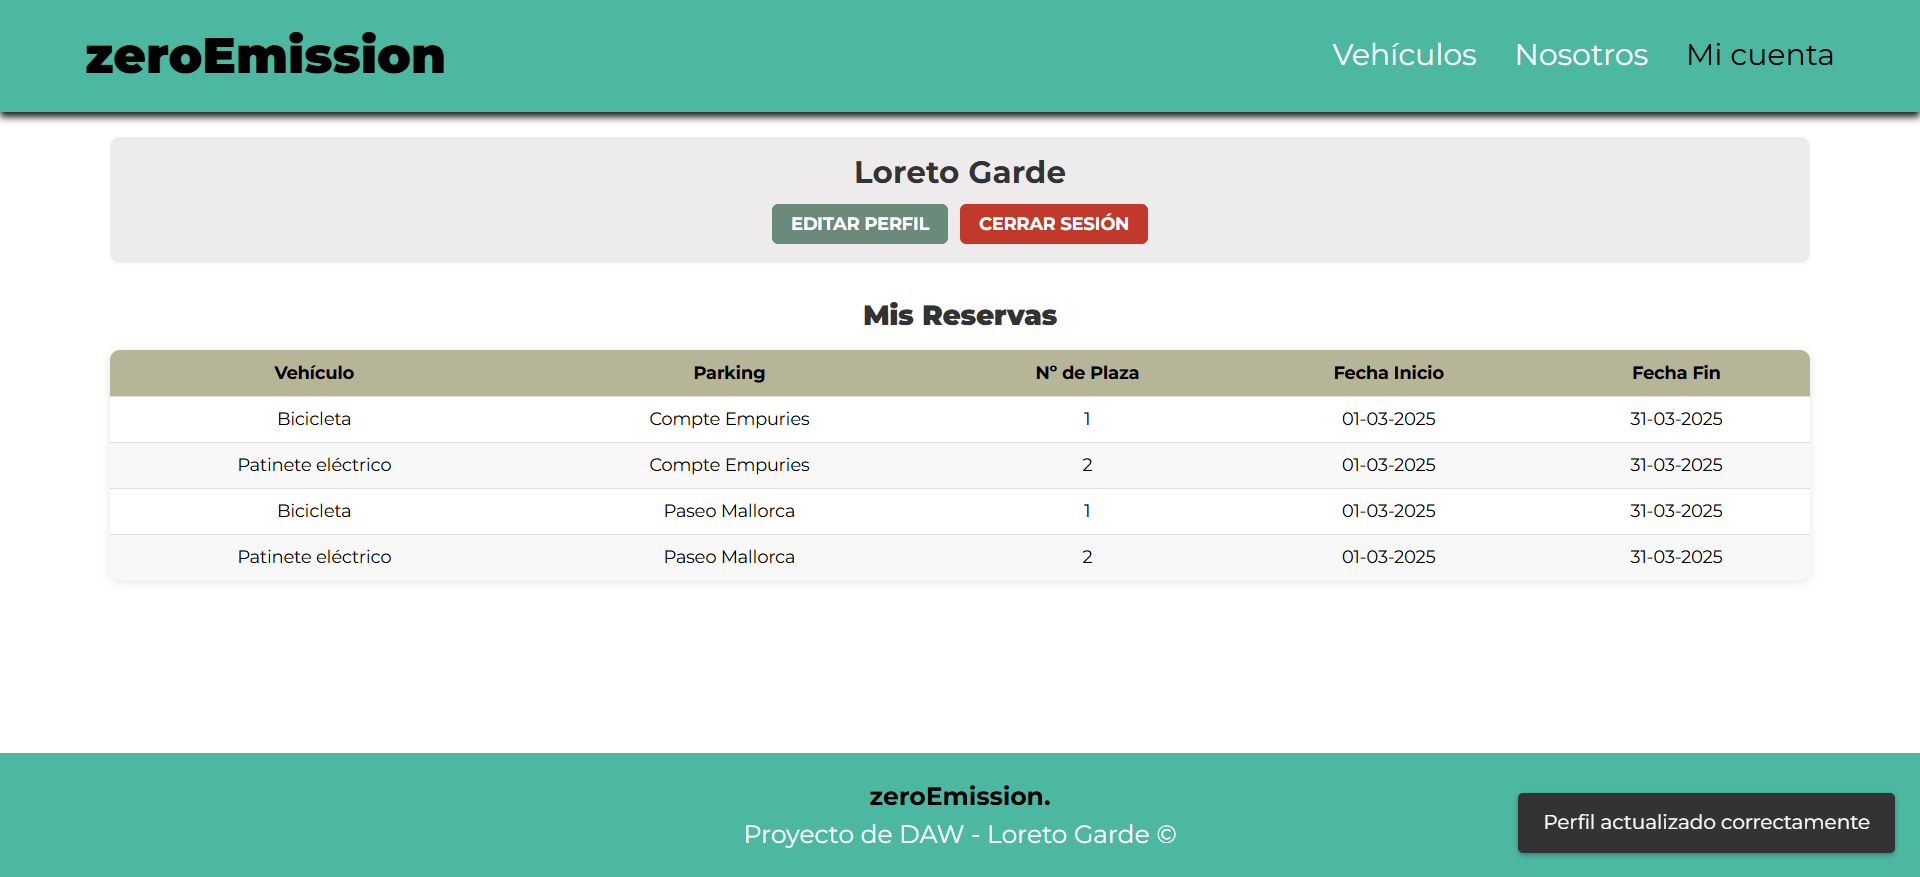 zeroEmission
Vehículos Nosotros Mi cuenta
Loreto Garde
EDITAR PERFIL CERRAR SESIÓN
Mis Reservas
Vehículo Parking Nº de Plaza Fecha Inicio Fecha Fin
Bicicleta Compte Empuries 1 01-03-2025 31-03-2025
Patinete eléctrico Compte Empuries 2 01-03-2025 31-03-2025
Bicicleta Paseo Mallorca 1 01-03-2025 31-03-2025
Patinete eléctrico Paseo Mallorca 2 01-03-2025 31-03-2025
zeroEmission.
Proyecto de DAW - Loreto Garde ©
Perfil actualizado correctamente